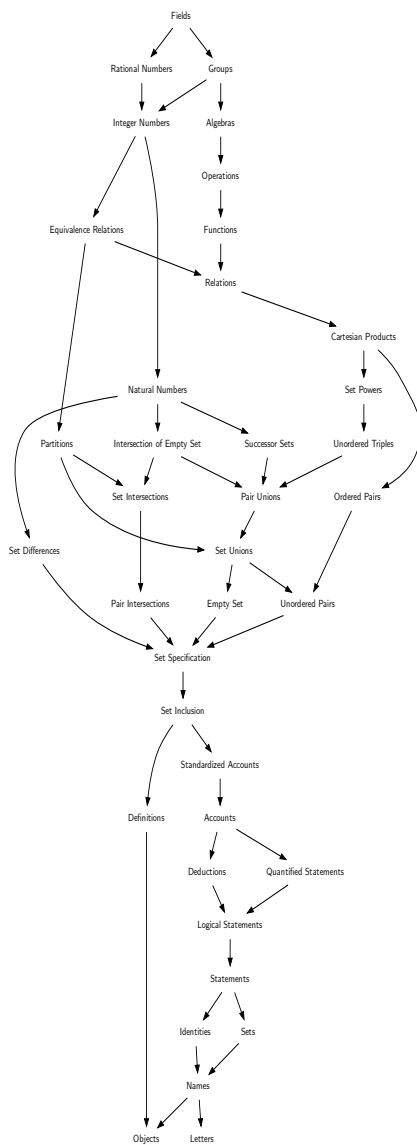 Fields
Rational Numbers Groups
Integer Numbers Algebras
Operations
Equivalence Relations Functions
Relations
Cartesian Products
Natural Numbers Set Powers
Partitions Intersection of Empty Set Successor Sets Unordered Triples
Set Intersections Pair Unions Ordered Pairs
Set Differences Set Unions
Pair Intersections Empty Set Unordered Pairs
Set Specification
Set Inclusion
Standardized Accounts
Definitions Accounts
Deductions Quantified Statements
Logical Statements
Statements
Identities Sets
Names
Objects Letters